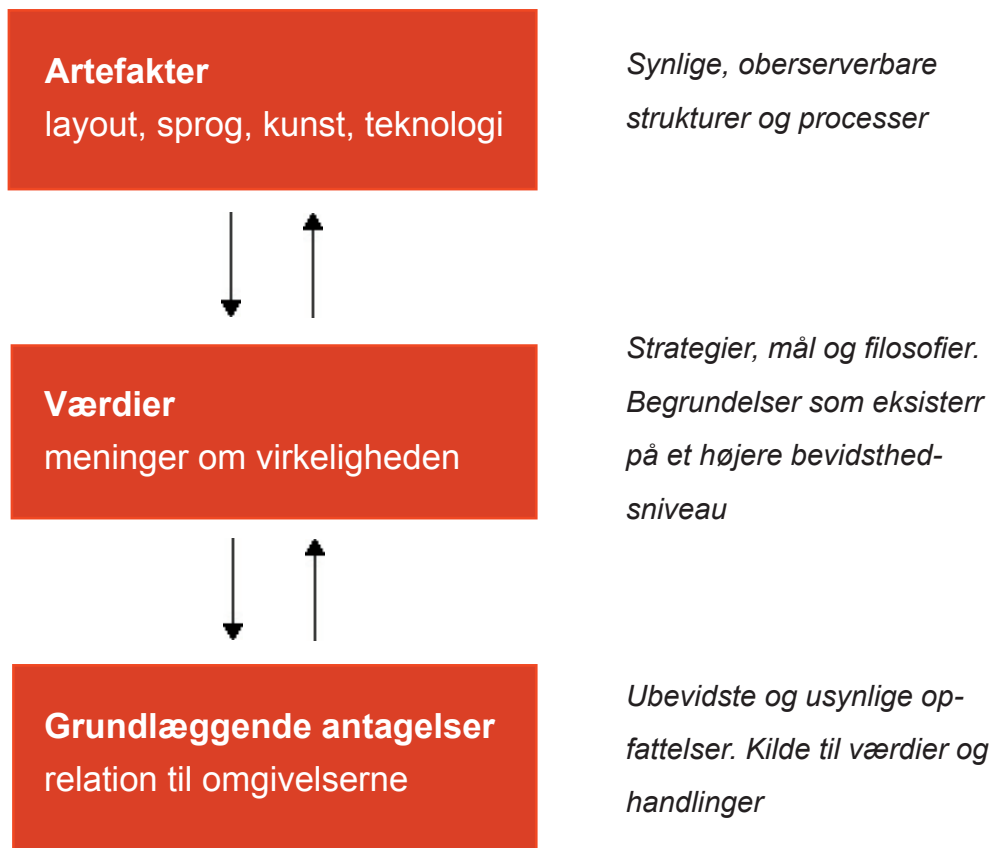 Artefakter
layout, sprog, kunst, teknologi
Synlige, oberserverbare
strukturer og processer
Værdier
meninger om virkeligheden
Strategier, mål og filosofier.
Begrundelser som eksisterr
på et højere bevidsthed-
sniveau
Grundlæggende antagelser
relation til omgivelserne
Ubevidste og usynlige op-
fattelser. Kilde til værdier og
handlinger